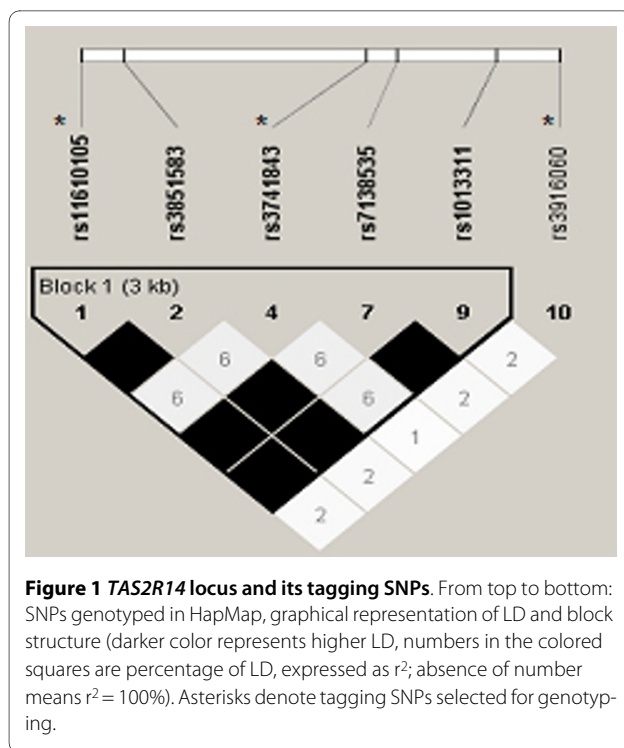 * * *
rs11610105 rs3851583 rs3741843 rs7138535 rs1013311 rs3916060
Block 1 (3 kb)
1 2 4 7 9 10
6 6 2
6 6 2
1
2
2
Figure 1 TAS2R14 locus and its tagging SNPs. From top to bottom:
SNPs genotyped in HapMap, graphical representation of LD and block
structure (darker color represents higher LD, numbers in the colored
squares are percentage of LD, expressed as r²; absence of number
means r² = 100%). Asterisks denote tagging SNPs selected for genotyp-
ing.